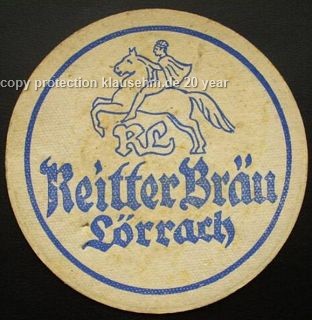 copy protection klausehm.de 20 year
RL
Reitter Bräu
Lörrach